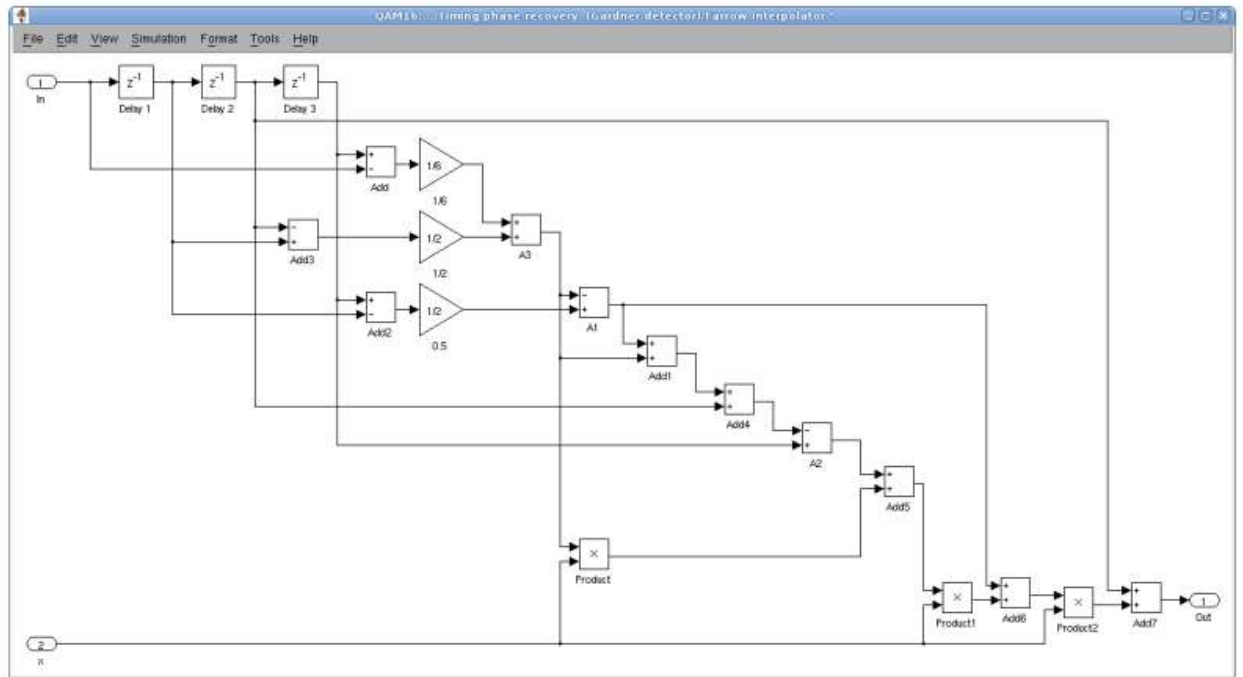 QAM16.... Timing phase recovery (Gardner detector)/Farrow interpolator *
File Edit View Simulation Format Tools Help
1
In
z-1
Delay 1
z-1
Delay 2
z-1
Delay 3
+
-
Add
1/6
1/6
-
+
Add3
1/2
1/2
+
+
A3
+
-
Add2
1/2
0.5
-
+
A1
+
+
Add1
+
+
Add4
-
+
A2
+
+
Add5
×
Product
×
Product1
+
+
Add6
×
Product2
+
+
Add7
1
Out
2
x